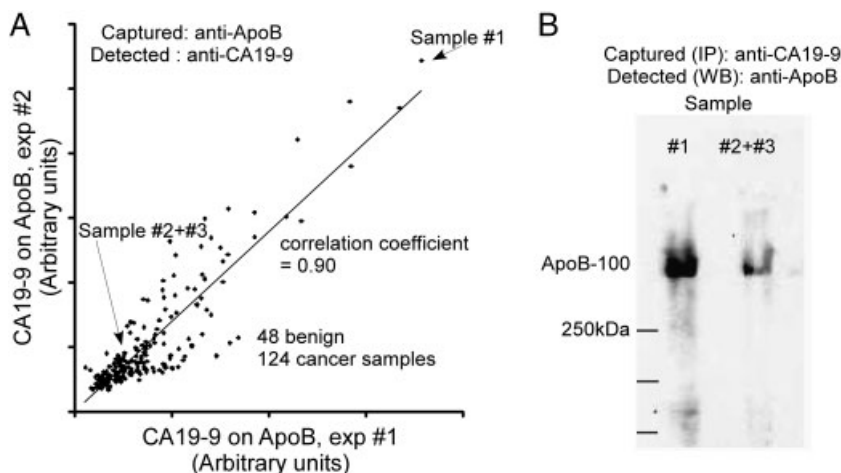 A
Captured: anti-ApoB
Detected : anti-CA19-9
Sample #1
CA19-9 on ApoB, exp #2
(Arbitrary units)
Sample #2+#3
correlation coefficient
= 0.90
48 benign
124 cancer samples
CA19-9 on ApoB, exp #1
(Arbitrary units)
B
Captured (IP): anti-CA19-9
Detected (WB): anti-ApoB
Sample
#1 #2+#3
ApoB-100
250kDa